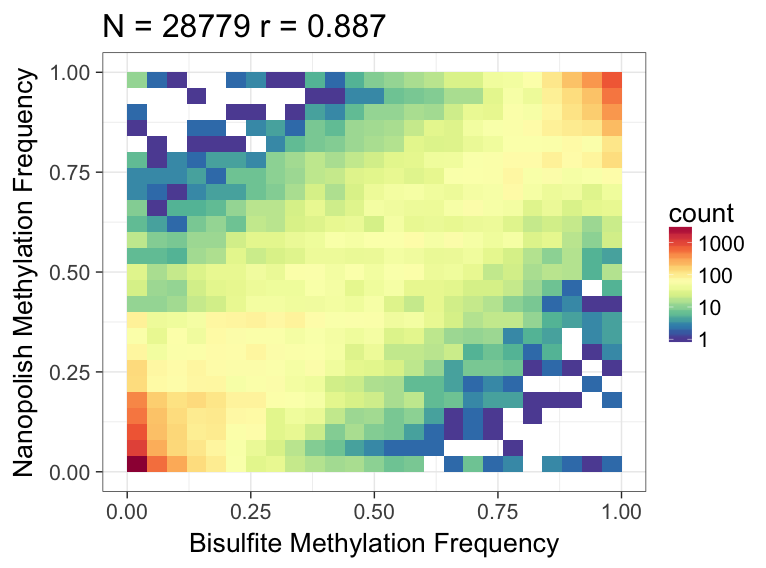 N = 28779 r = 0.887
Nanopolish Methylation Frequency
1.00
0.75
0.50
0.25
0.00
0.00 0.25 0.50 0.75 1.00
Bisulfite Methylation Frequency
count
1000
100
10
1